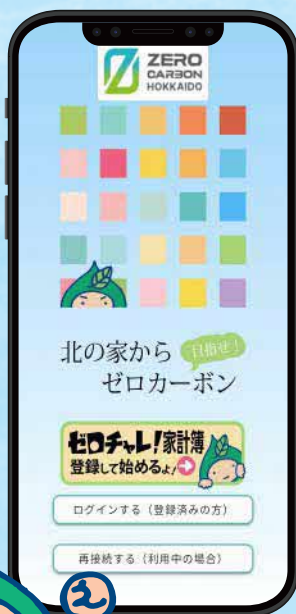 ZERO
CARBON
HOKKAIDO
北の家から 目指せ!
ゼロカーボン
ゼロチャレ!家計簿
登録して始めるよ♪
ログインする(登録済みの方)
再接続する(利用中の場合)